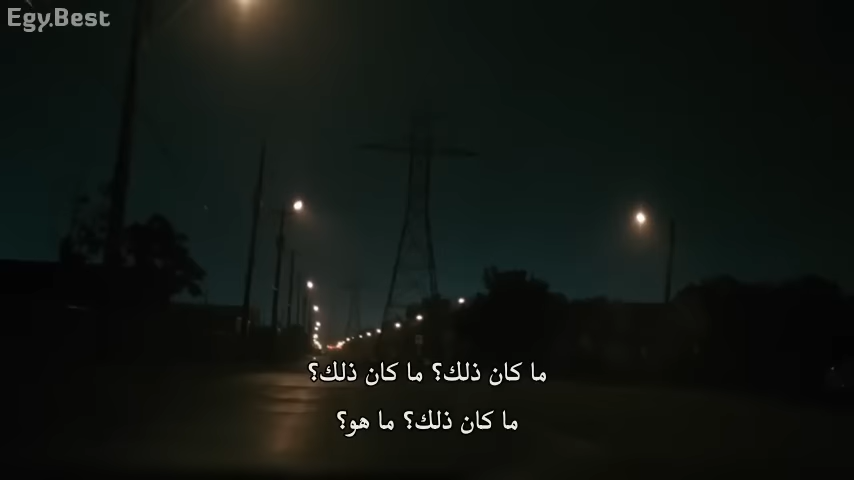 Egy.Best
ما كان ذلك؟ ما كان ذلك؟
ما كان ذلك؟ ما هو؟